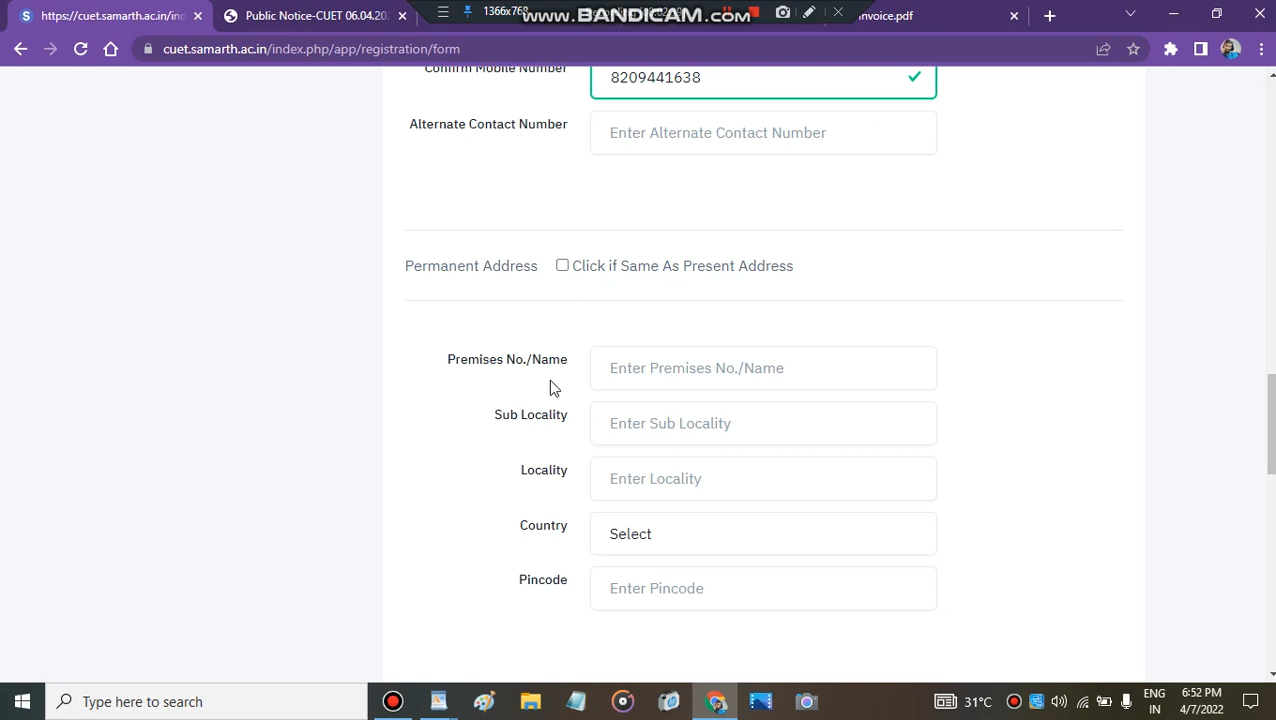 https://cuet.samarth.ac.in/ind
Public Notice-CUET 06.04.202
1366x768
www.BANDICAM.com
invoice.pdf
cuet.samarth.ac.in/index.php/app/registration/form
Confirm Mobile Number
8209441638
Alternate Contact Number
Enter Alternate Contact Number
Permanent Address
Click if Same As Present Address
Premises No./Name
Enter Premises No./Name
Sub Locality
Enter Sub Locality
Locality
Enter Locality
Country
Select
Pincode
Enter Pincode
Type here to search
31°C
ENG
IN
6:52 PM
4/7/2022